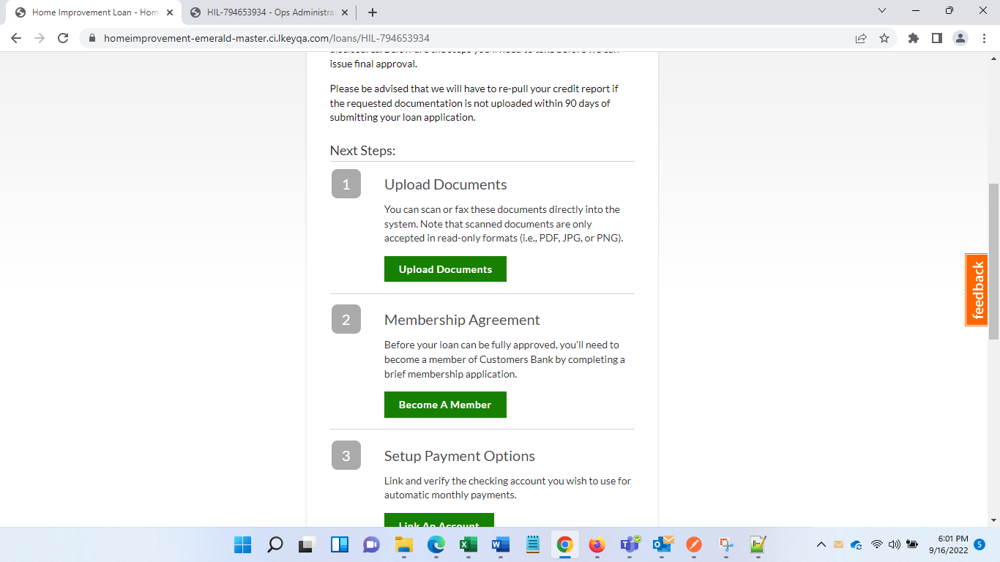 Home Improvement Loan - Hom
HIL-794653934 - Ops Administra
homeimprovement-emerald-master.ci.lkeyqa.com/loans/HIL-794653934
issue final approval.
Please be advised that we will have to re-pull your credit report if
the requested documentation is not uploaded within 90 days of
submitting your loan application.
Next Steps:
1
Upload Documents
You can scan or fax these documents directly into the
system. Note that scanned documents are only
accepted in read-only formats (i.e., PDF, JPG, or PNG).
Upload Documents
2
Membership Agreement
Before your loan can be fully approved, you'll need to
become a member of Customers Bank by completing a
brief membership application.
Become A Member
3
Setup Payment Options
Link and verify the checking account you wish to use for
automatic monthly payments.
Link An Account
feedback
6:01 PM
9/16/2022
5